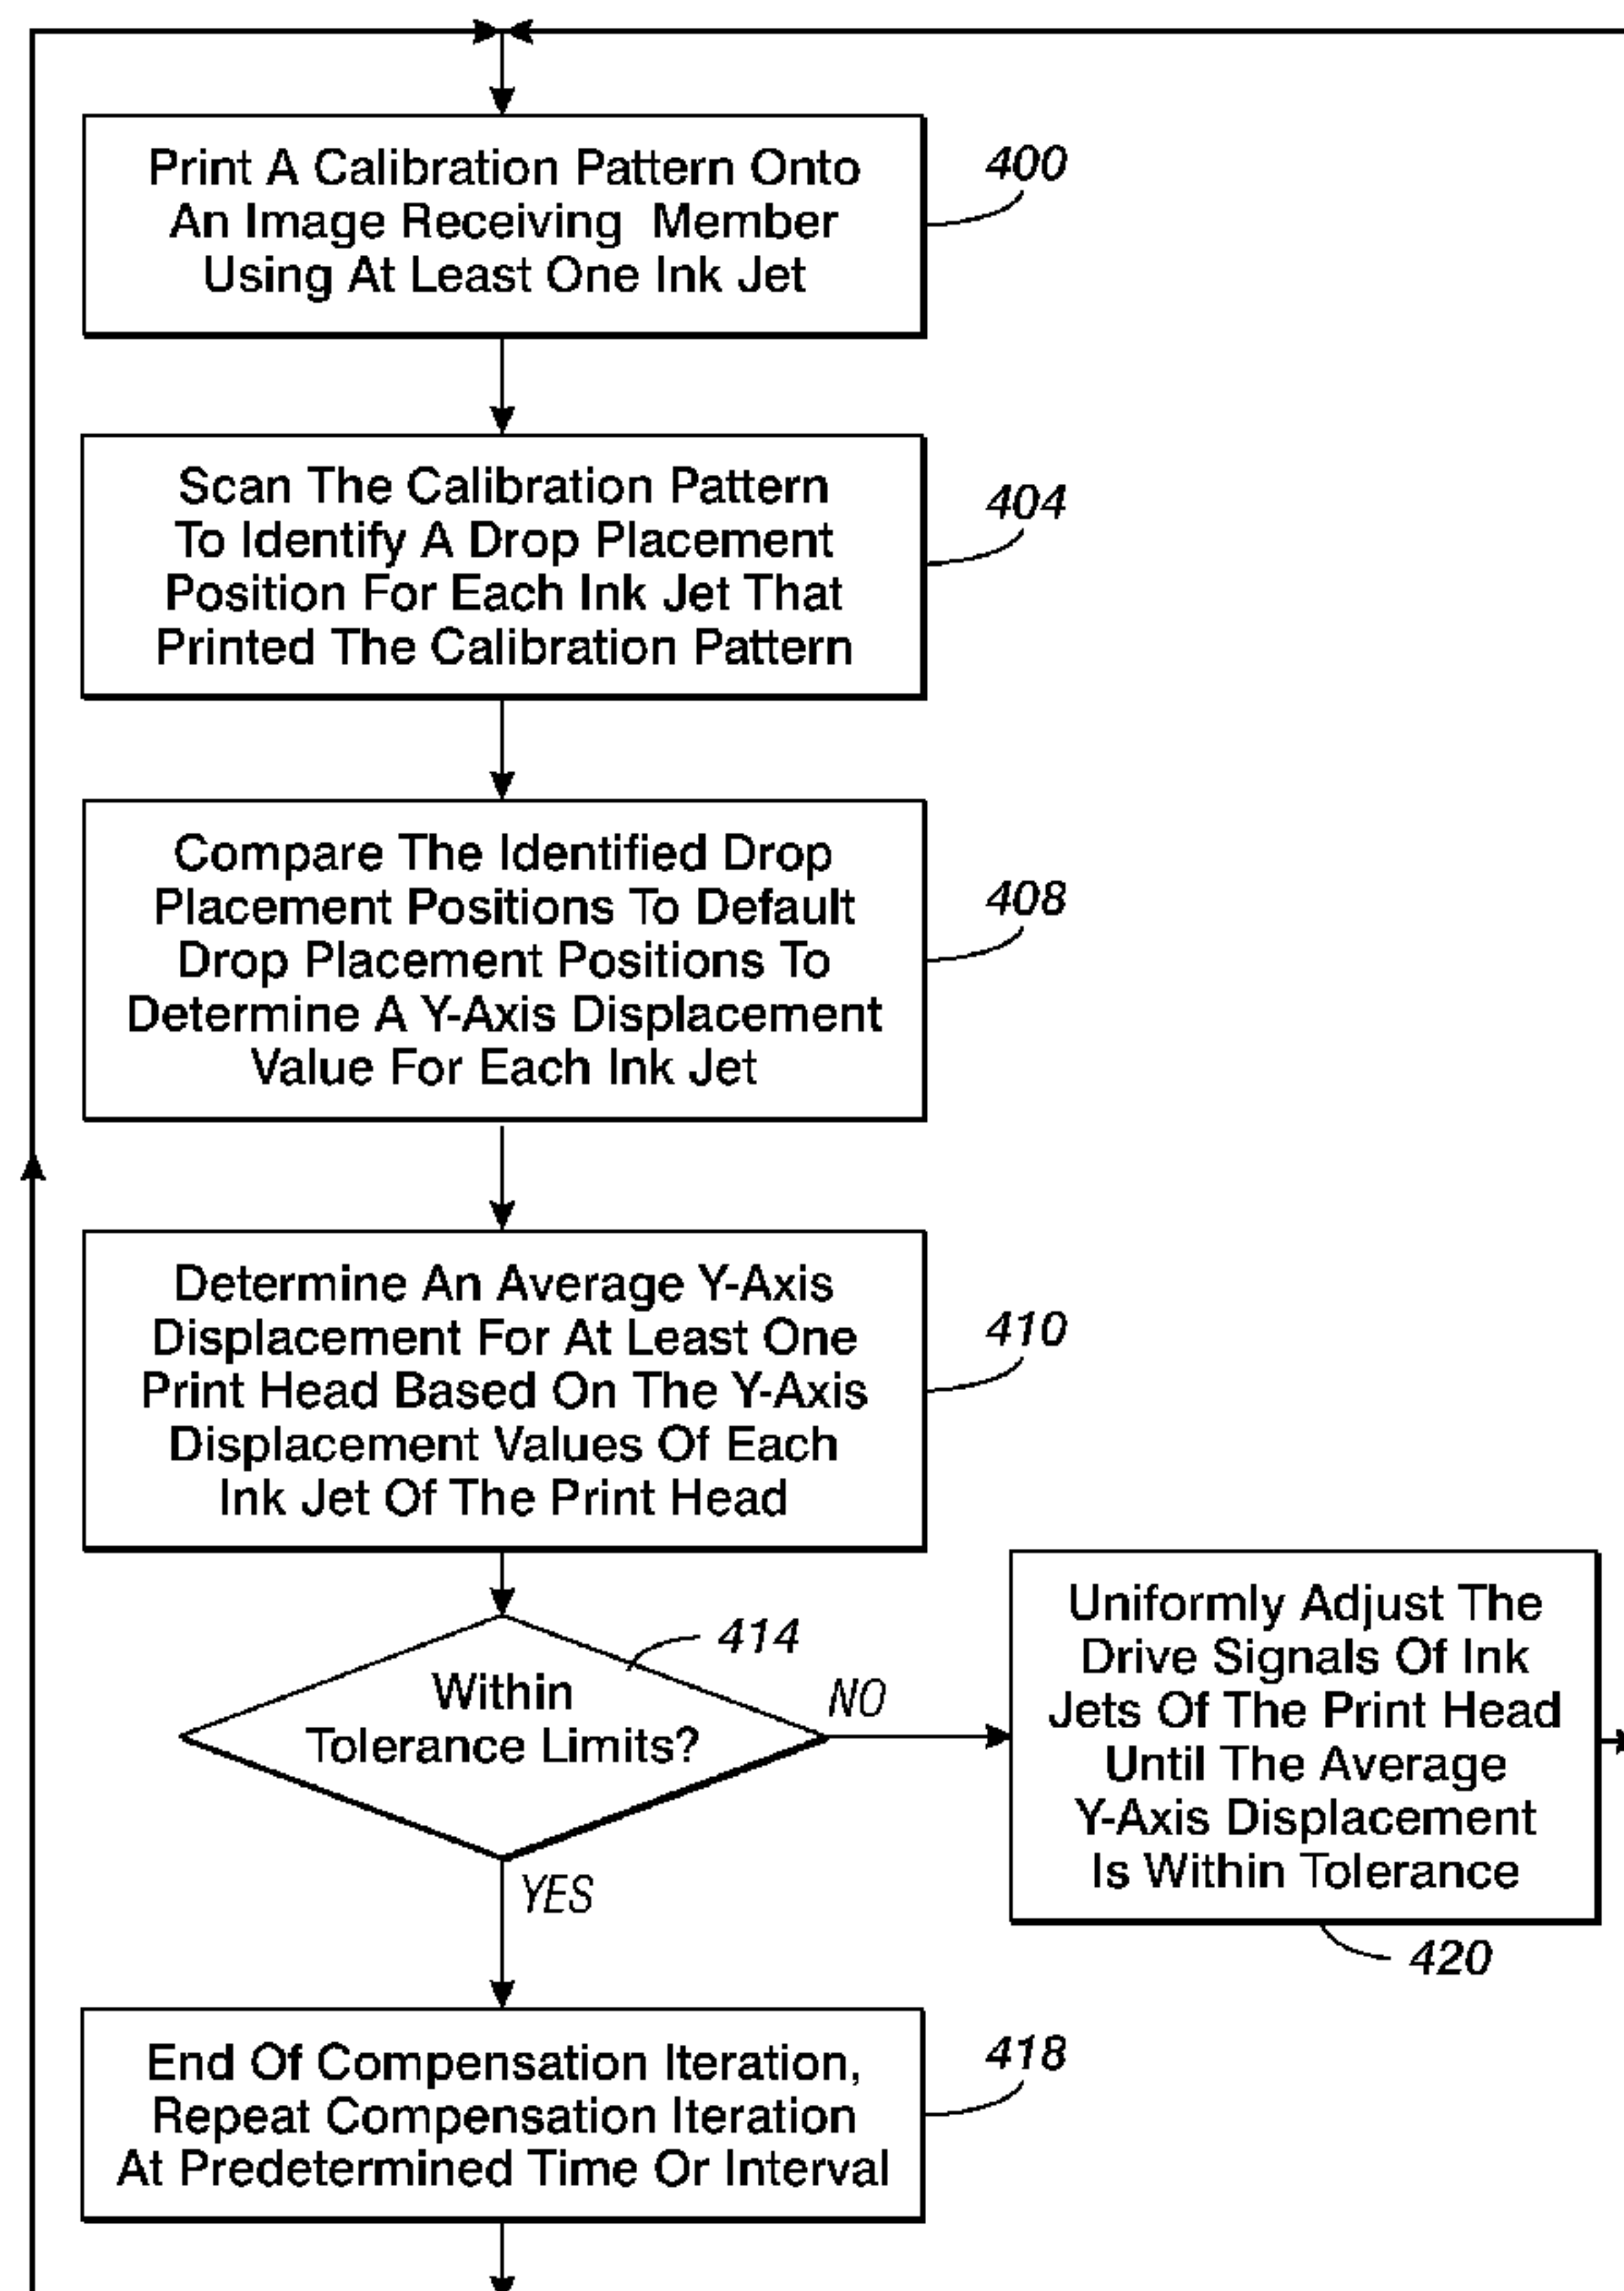 Print A Calibration Pattern Onto
An Image Receiving Member
Using At Least One Ink Jet
400
Scan The Calibration Pattern
To Identify A Drop Placement
Position For Each Ink Jet That
Printed The Calibration Pattern
404
Compare The Identified Drop
Placement Positions To Default
Drop Placement Positions To
Determine A Y-Axis Displacement
Value For Each Ink Jet
408
Determine An Average Y-Axis
Displacement For At Least One
Print Head Based On The Y-Axis
Displacement Values Of Each
Ink Jet Of The Print Head
410
Within
Tolerance Limits?
414
NO
YES
Uniformly Adjust The
Drive Signals Of Ink
Jets Of The Print Head
Until The Average
Y-Axis Displacement
Is Within Tolerance
420
End Of Compensation Iteration,
Repeat Compensation Iteration
At Predetermined Time Or Interval
418